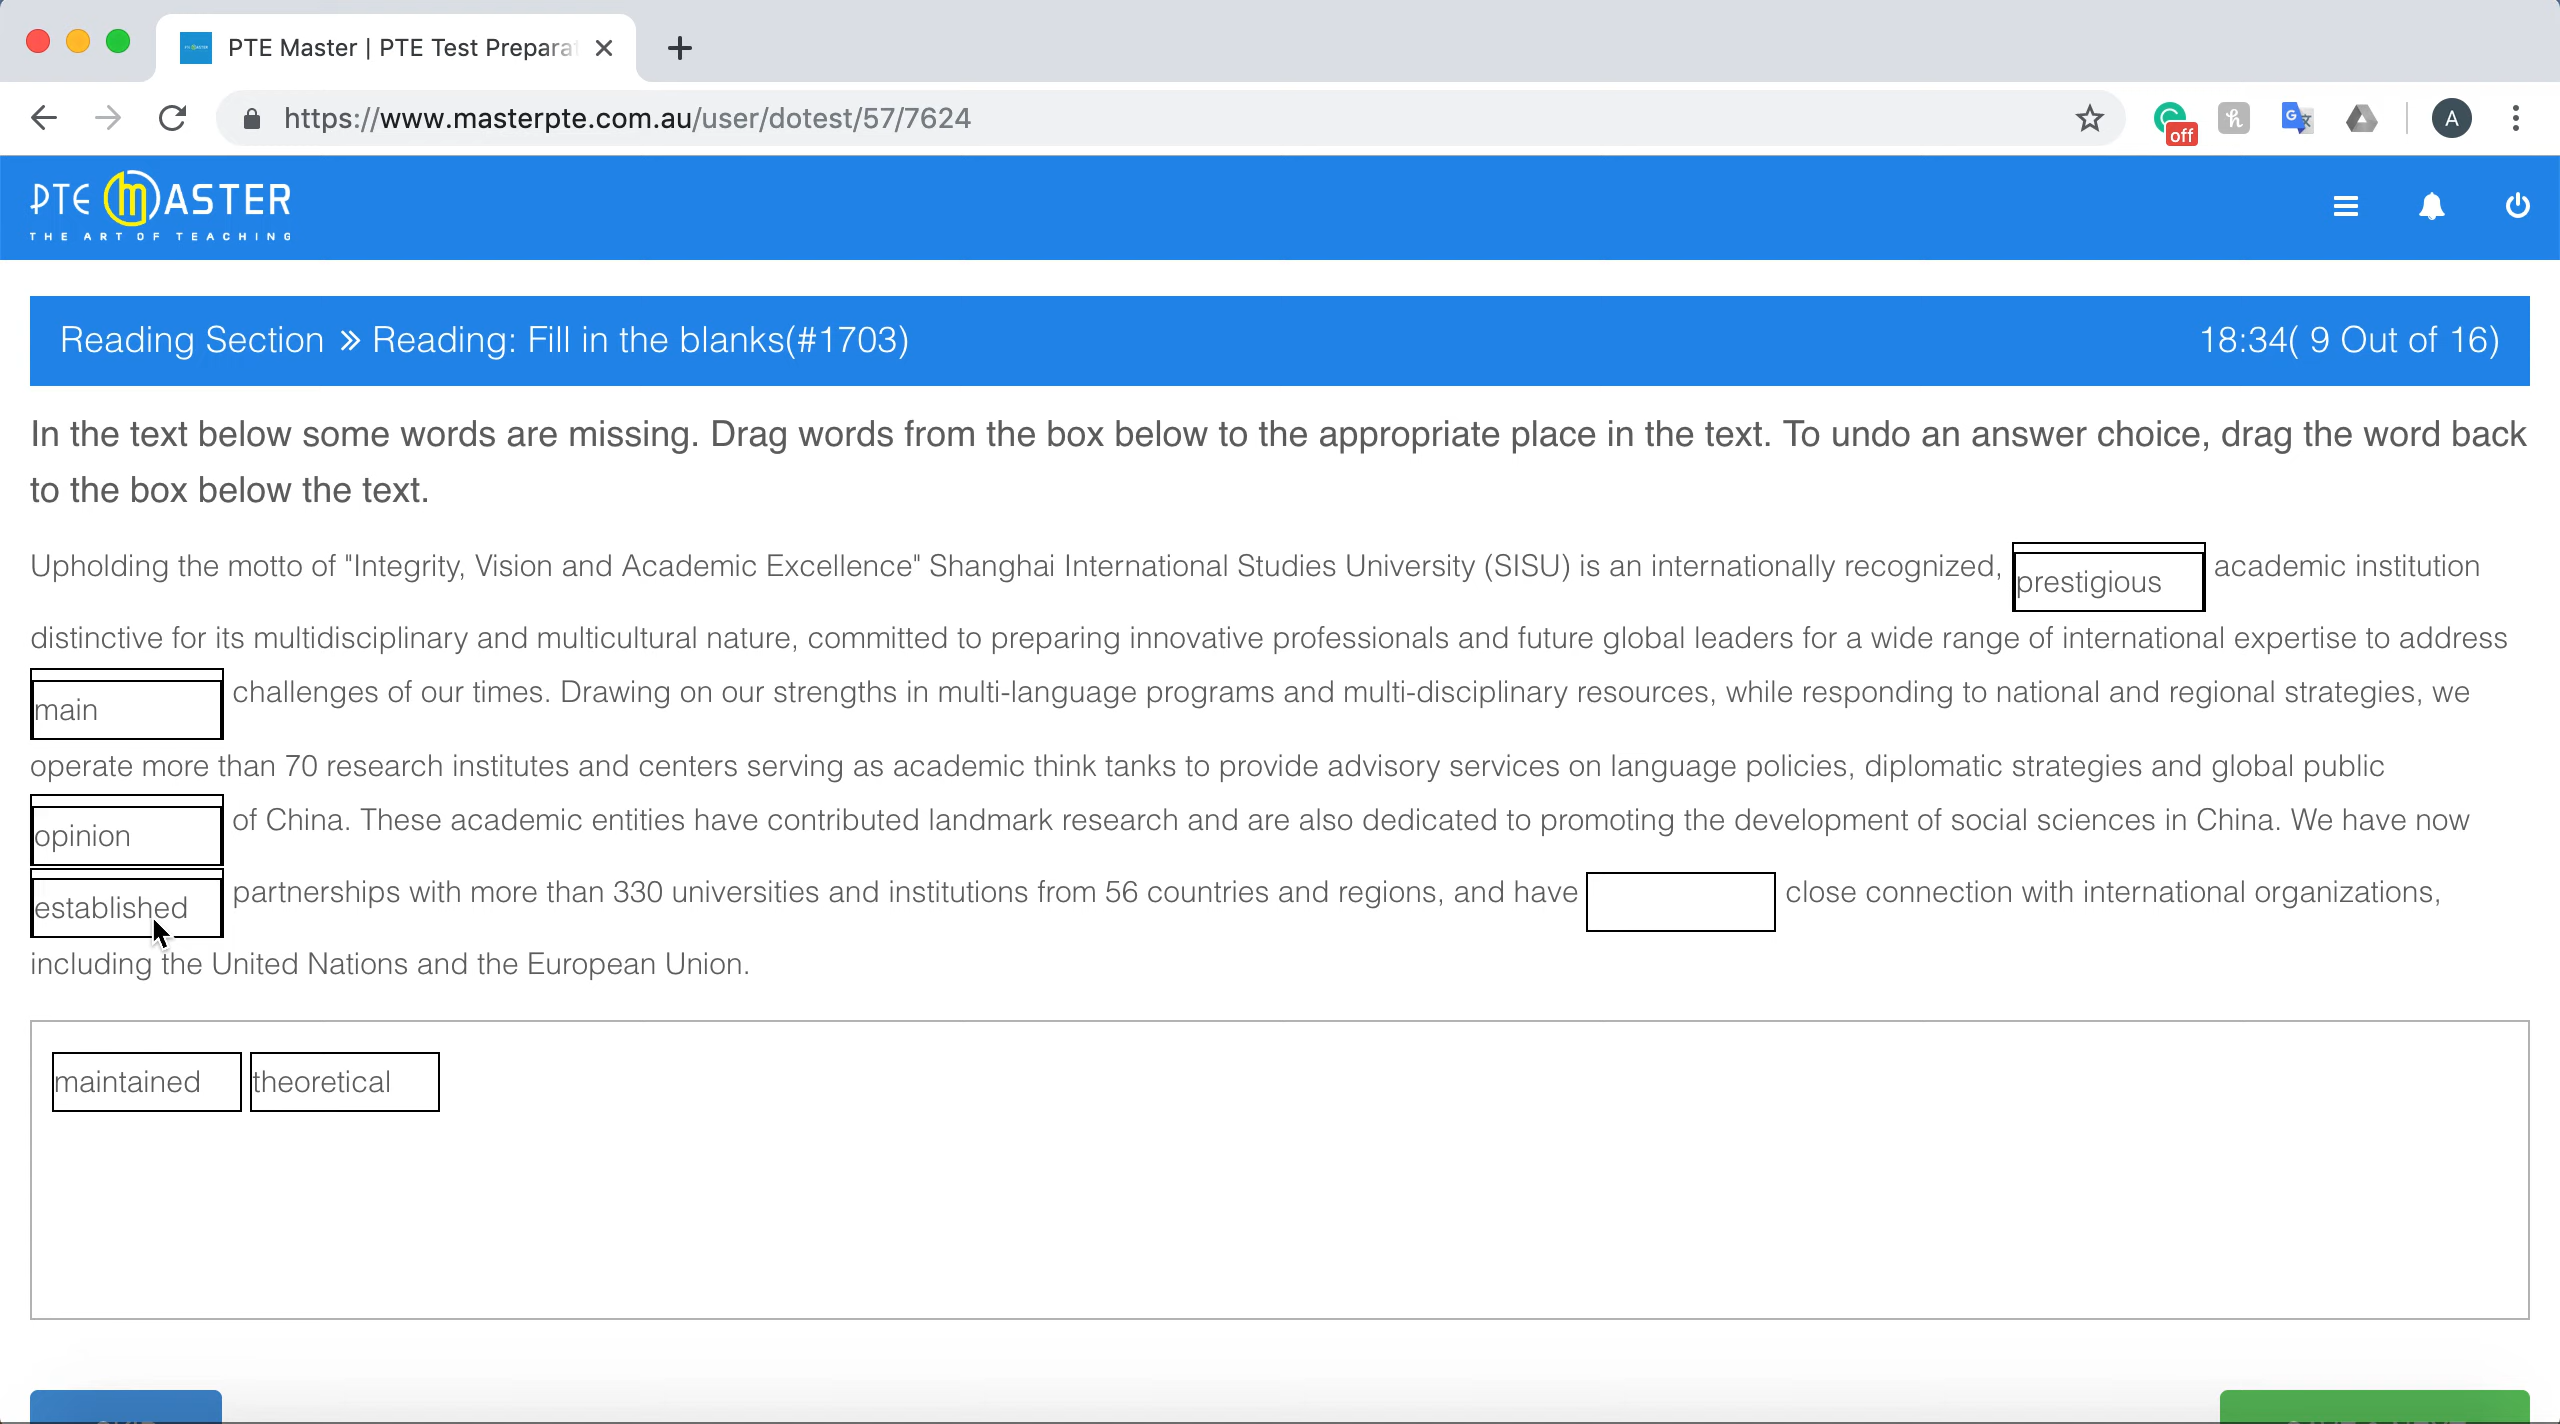 PTE Master | PTE Test Prepara
https://www.masterpte.com.au/user/dotest/57/7624
off
A
PTE MASTER
THE ART OF TEACHING
Reading Section » Reading: Fill in the blanks(#1703)
18:34( 9 Out of 16)
In the text below some words are missing. Drag words from the box below to the appropriate place in the text. To undo an answer choice, drag the word back
to the box below the text.
Upholding the motto of "Integrity, Vision and Academic Excellence" Shanghai International Studies University (SISU) is an internationally recognized, prestigious academic institution
distinctive for its multidisciplinary and multicultural nature, committed to preparing innovative professionals and future global leaders for a wide range of international expertise to address
main challenges of our times. Drawing on our strengths in multi-language programs and multi-disciplinary resources, while responding to national and regional strategies, we
operate more than 70 research institutes and centers serving as academic think tanks to provide advisory services on language policies, diplomatic strategies and global public
opinion of China. These academic entities have contributed landmark research and are also dedicated to promoting the development of social sciences in China. We have now
established partnerships with more than 330 universities and institutions from 56 countries and regions, and have close connection with international organizations,
including the United Nations and the European Union.
maintained theoretical